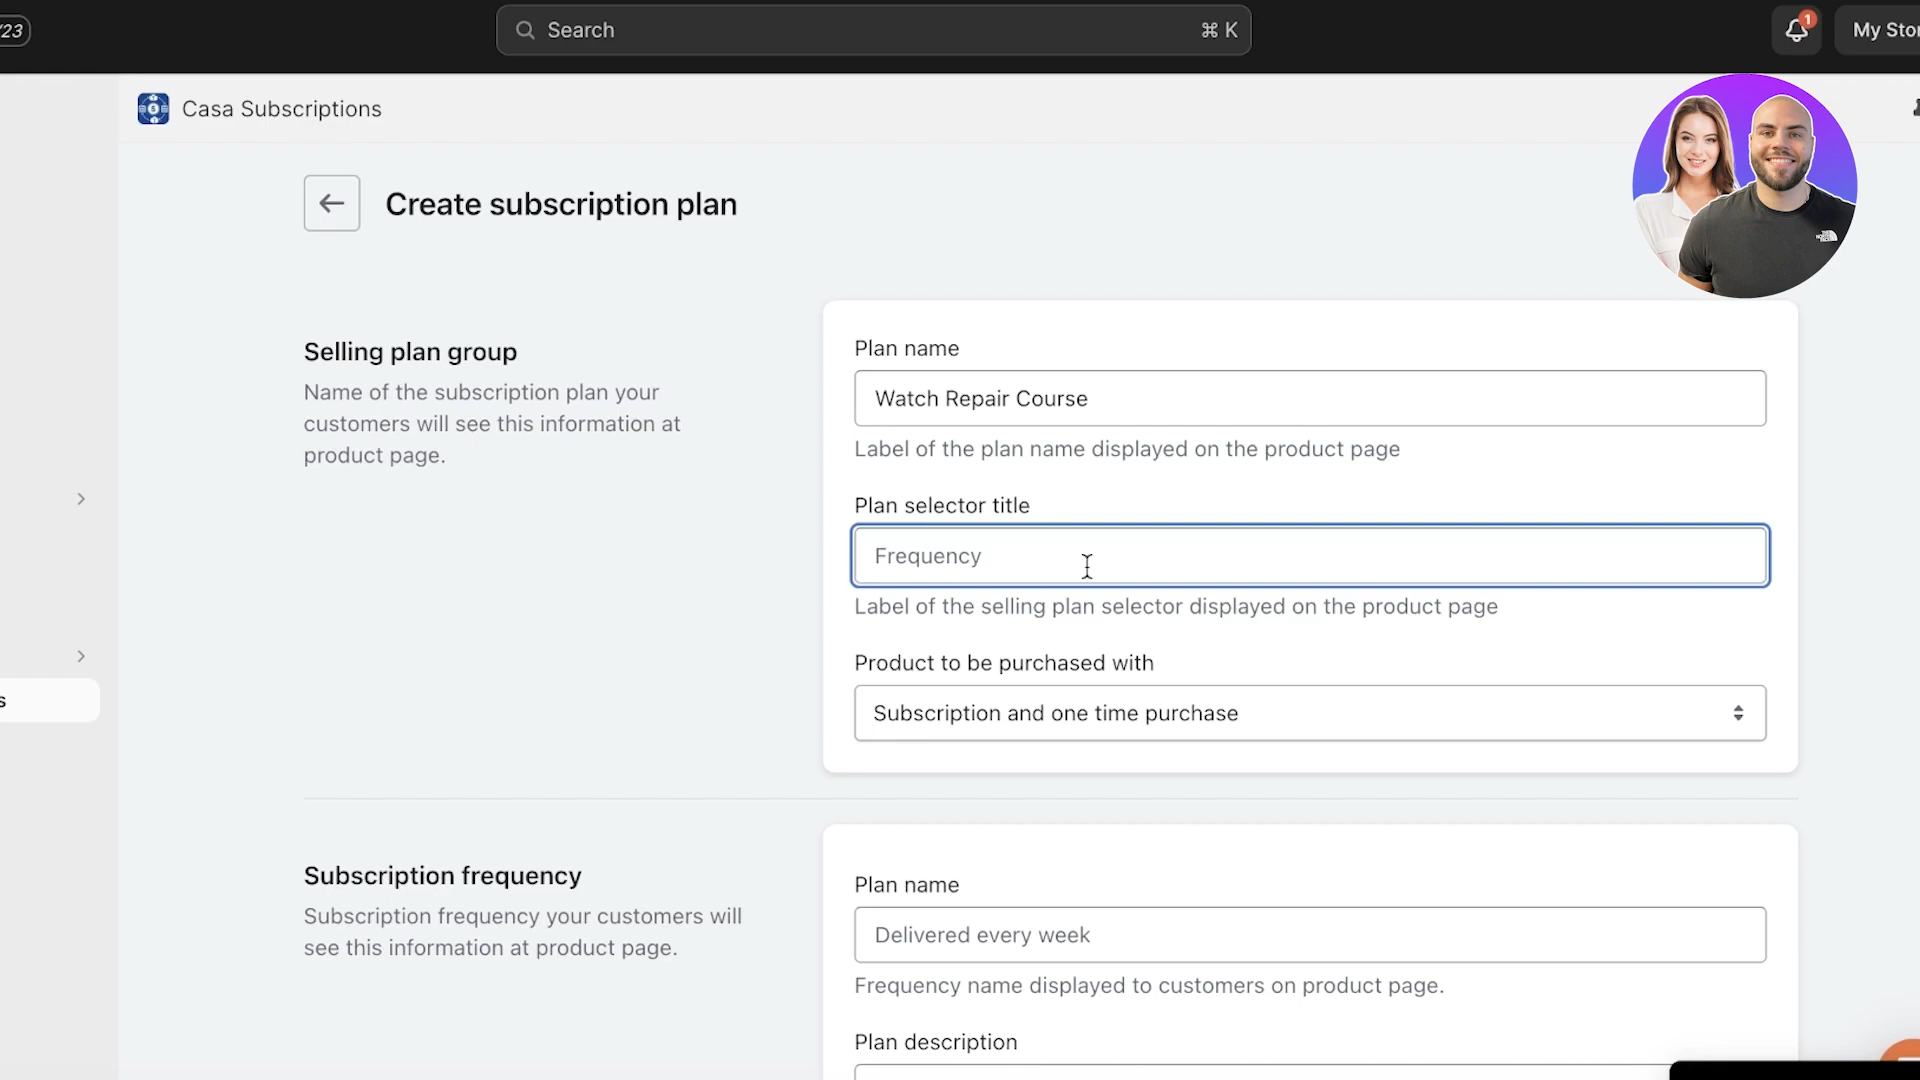 /23
Search
⌘ K
1
My Stor
Casa Subscriptions
Create subscription plan
Selling plan group
Name of the subscription plan your
customers will see this information at
product page.
Plan name
Watch Repair Course
Label of the plan name displayed on the product page
Plan selector title
Frequency
Label of the selling plan selector displayed on the product page
Product to be purchased with
Subscription and one time purchase
s
Subscription frequency
Subscription frequency your customers will
see this information at product page.
Plan name
Delivered every week
Frequency name displayed to customers on product page.
Plan description